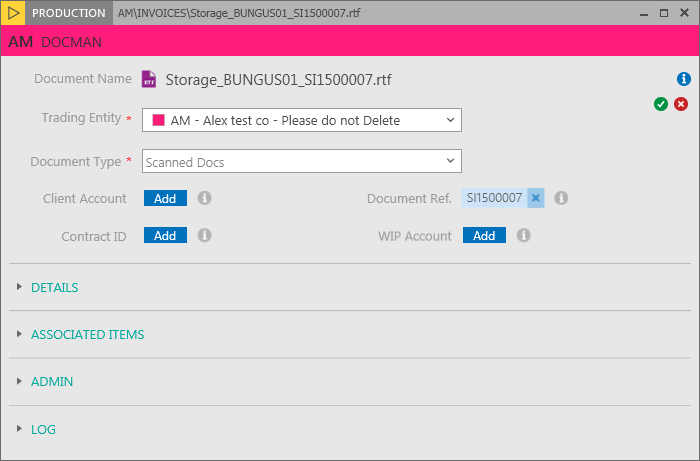 PRODUCTION AM\INVOICES\Storage_BUNGUS01_SI1500007.rtf
AM DOCMAN
Document Name RTF Storage_BUNGUS01_SI1500007.rtf
Trading Entity * AM - Alex test co - Please do not Delete
Document Type * Scanned Docs
Client Account Add Document Ref. SI1500007
Contract ID Add WIP Account Add
DETAILS
ASSOCIATED ITEMS
ADMIN
LOG